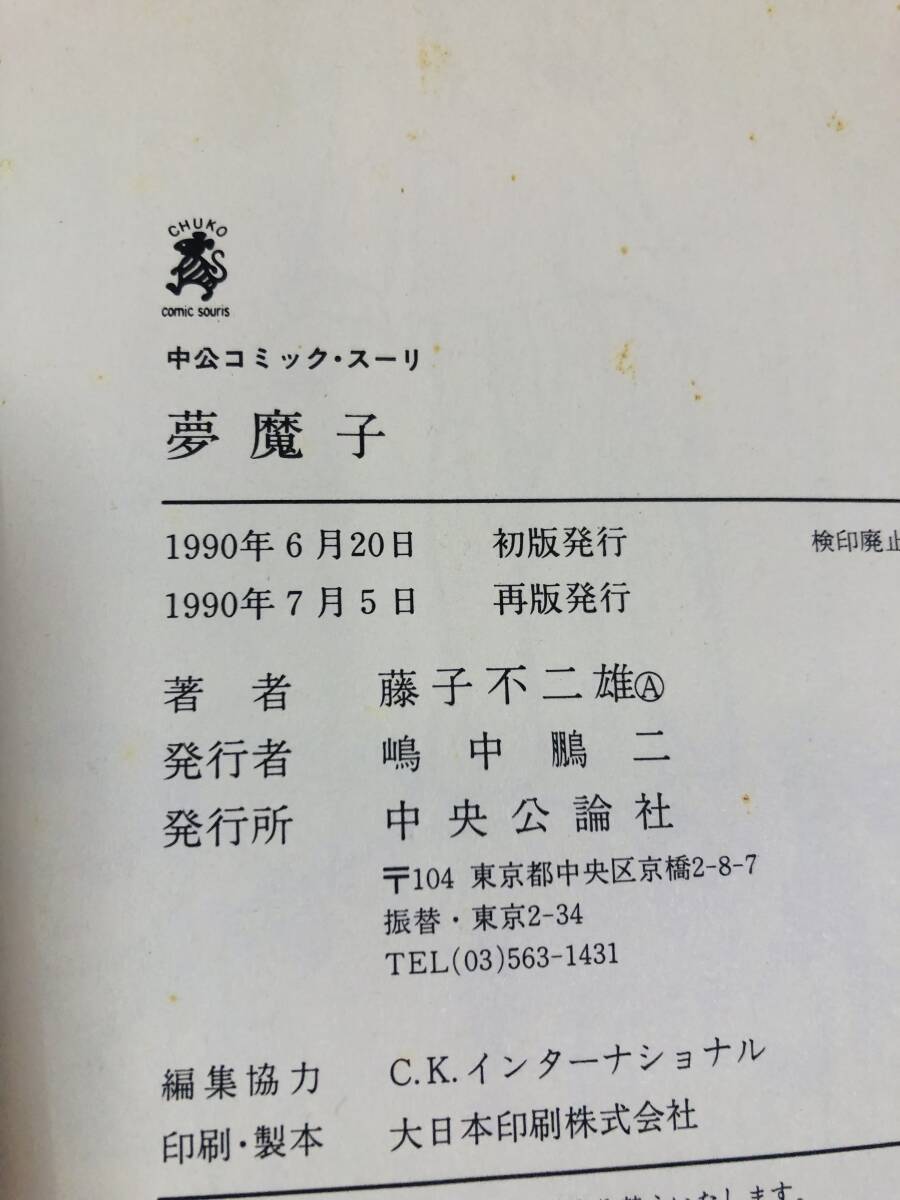 CHUKO
comic souris
中公コミック・スーリ
夢魔子
1990年6月20日 初版発行 検印廃止
1990年7月5日 再版発行
著者 藤子不二雄Ⓐ
発行者 嶋中鵬二
発行所 中央公論社
〒104 東京都中央区京橋2-8-7
振替・東京2-34
TEL(03)563-1431
編集協力 C.K.インターナショナル
印刷・製本 大日本印刷株式会社
いたします。